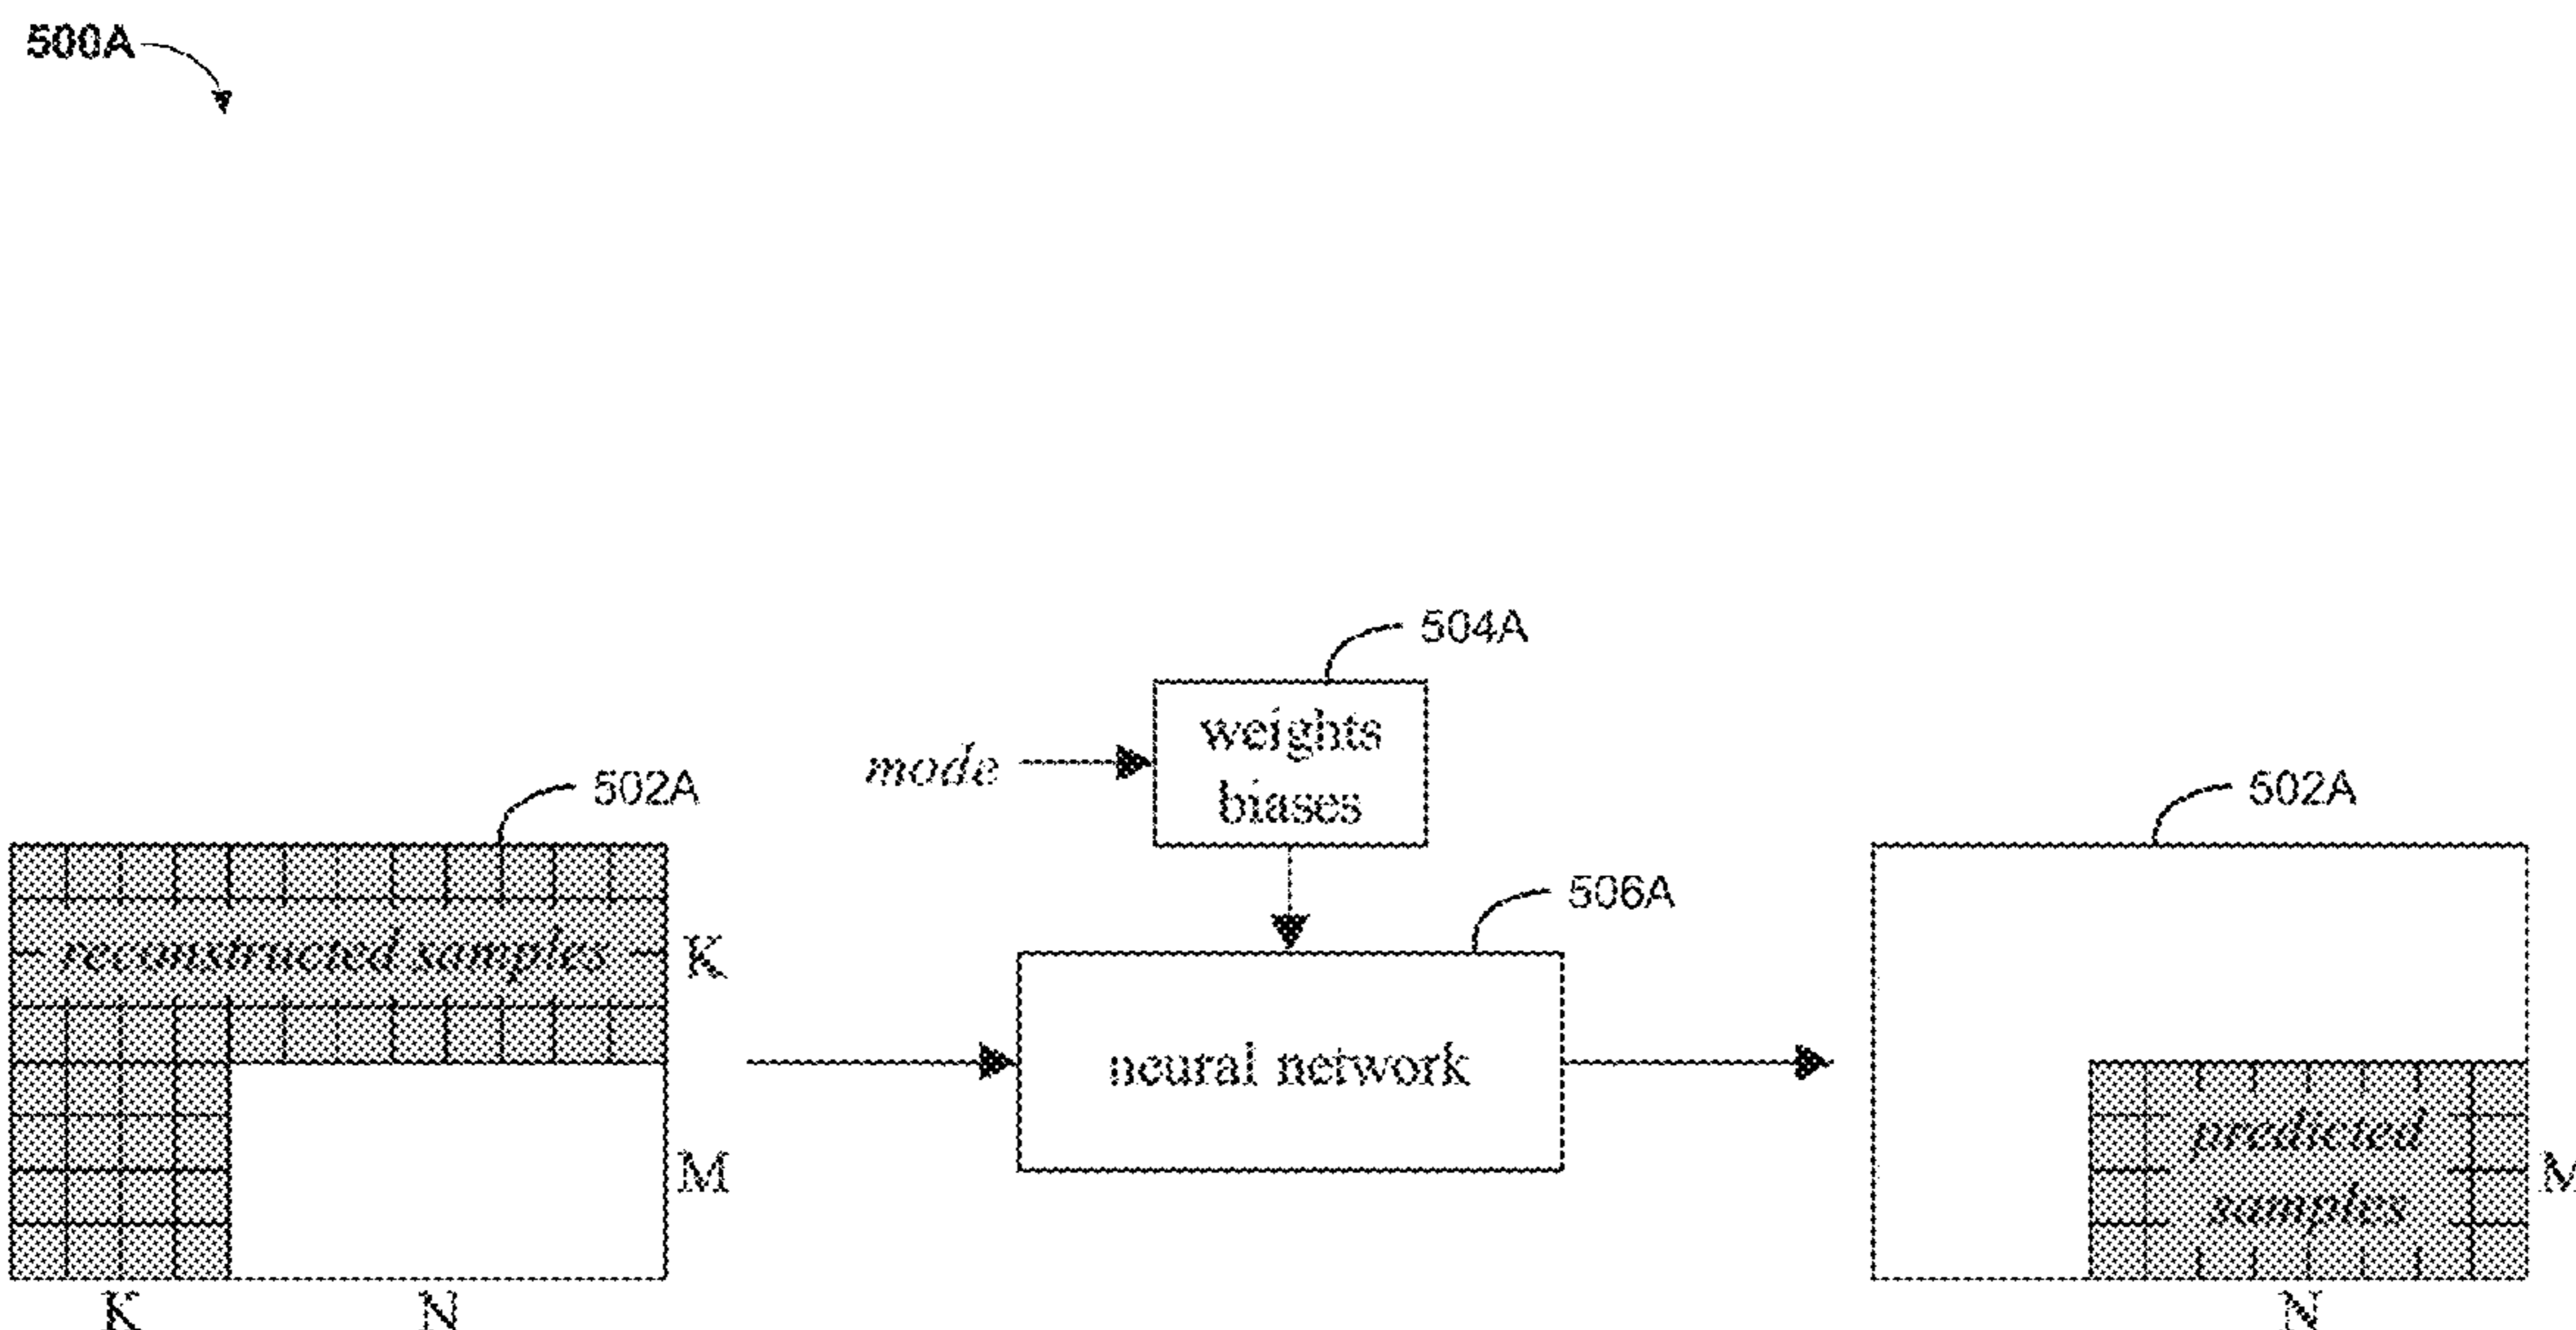 500A
504A
weights
mode
biases
502A
502A
506A
reconstructed samples
K
neural network
predicted
M
M
samples
K
N
N